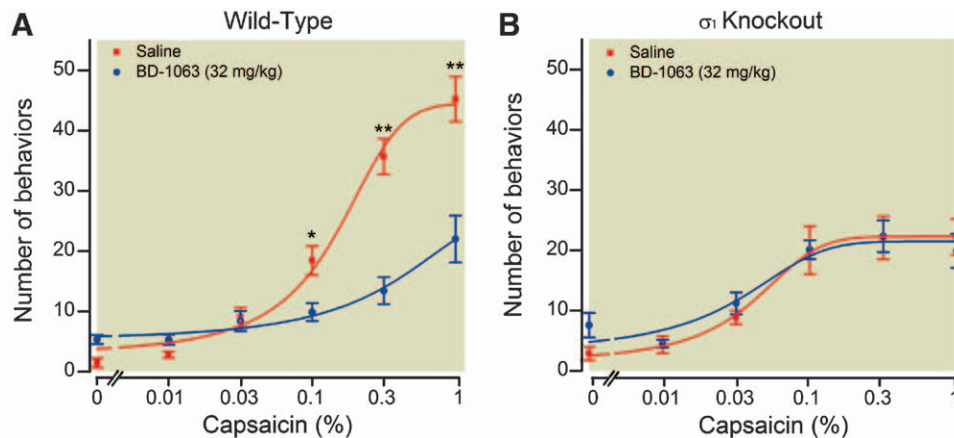 A
Wild-Type
Saline
BD-1063 (32 mg/kg)
Number of behaviors
50
40
30
20
10
0
*
**
**
0
0.01
0.03
0.1
0.3
1
Capsaicin (%)
B
σ1 Knockout
Saline
BD-1063 (32 mg/kg)
Number of behaviors
50
40
30
20
10
0
0
0.01
0.03
0.1
0.3
1
Capsaicin (%)